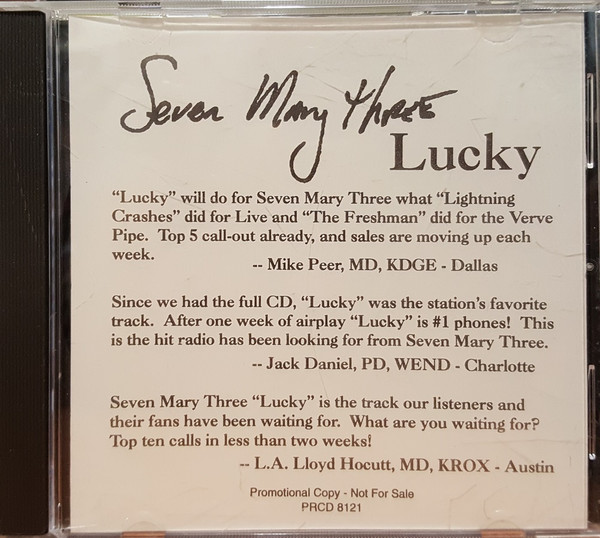 Seven Mary Three
Lucky
“Lucky” will do for Seven Mary Three what “Lightning
Crashes” did for Live and “The Freshman” did for the Verve
Pipe. Top 5 call-out already, and sales are moving up each
week.
-- Mike Peer, MD, KDGE - Dallas
Since we had the full CD, “Lucky” was the station’s favorite
track. After one week of airplay “Lucky” is #1 phones! This
is the hit radio has been looking for from Seven Mary Three.
-- Jack Daniel, PD, WEND - Charlotte
Seven Mary Three “Lucky” is the track our listeners and
their fans have been waiting for. What are you waiting for?
Top ten calls in less than two weeks!
-- L.A. Lloyd Hocutt, MD, KROX - Austin
Promotional Copy - Not For Sale
PRCD 8121